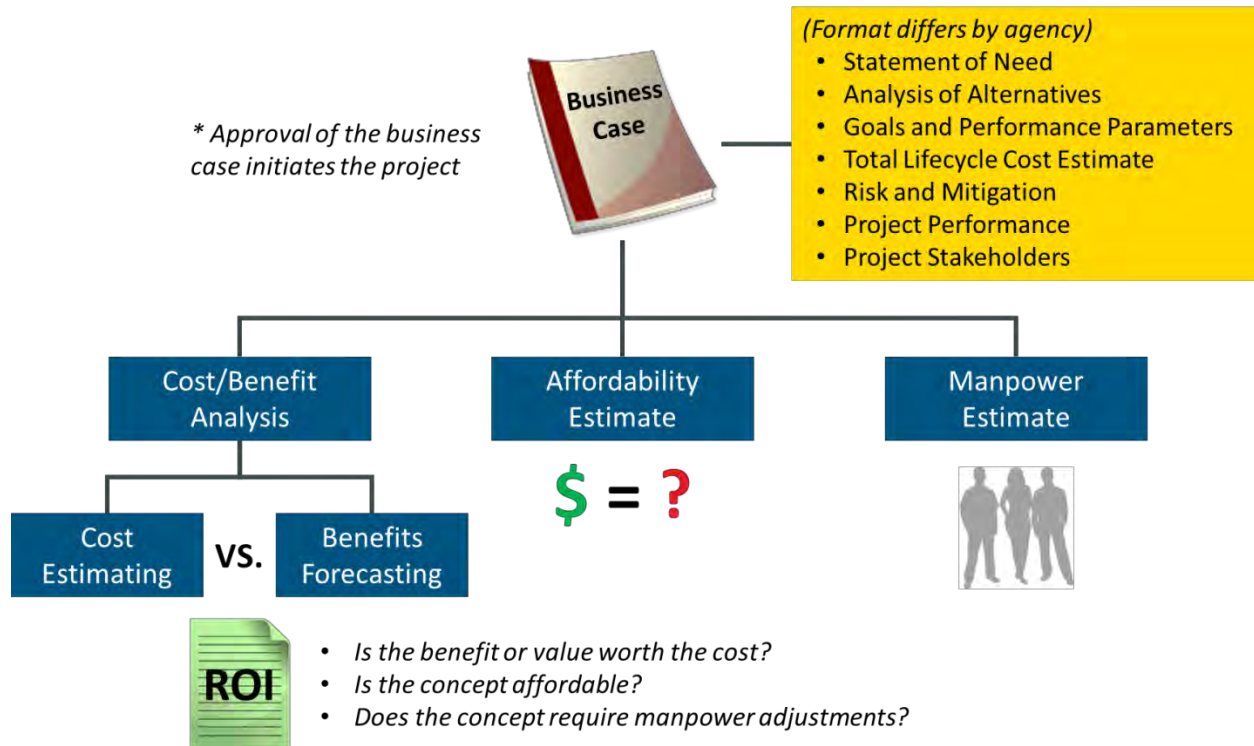 (Format differs by agency)
• Statement of Need
• Analysis of Alternatives
• Goals and Performance Parameters
• Total Lifecycle Cost Estimate
• Risk and Mitigation
• Project Performance
• Project Stakeholders
Business
Case
* Approval of the business
case initiates the project
Cost/Benefit
Analysis
Affordability
Estimate
Manpower
Estimate
$ = ?
Cost
Estimating
VS.
Benefits
Forecasting
ROI
• Is the benefit or value worth the cost?
• Is the concept affordable?
• Does the concept require manpower adjustments?